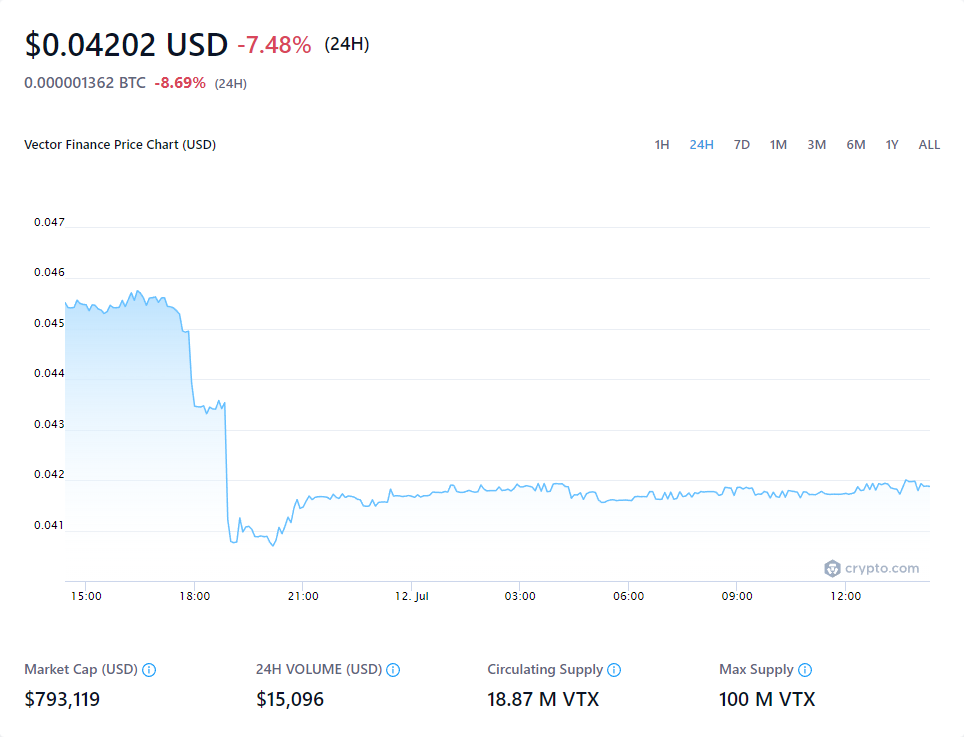 $0.04202 USD -7.48% (24H)
0.000001362 BTC -8.69% (24H)
Vector Finance Price Chart (USD) 1H 24H 7D 1M 3M 6M 1Y ALL
0.047
0.046
0.045
0.044
0.043
0.042
0.041
crypto.com
15:00 18:00 21:00 12. Jul 03:00 06:00 09:00 12:00
Market Cap (USD) 24H VOLUME (USD) Circulating Supply Max Supply
$793,119 $15,096 18.87 M VTX 100 M VTX